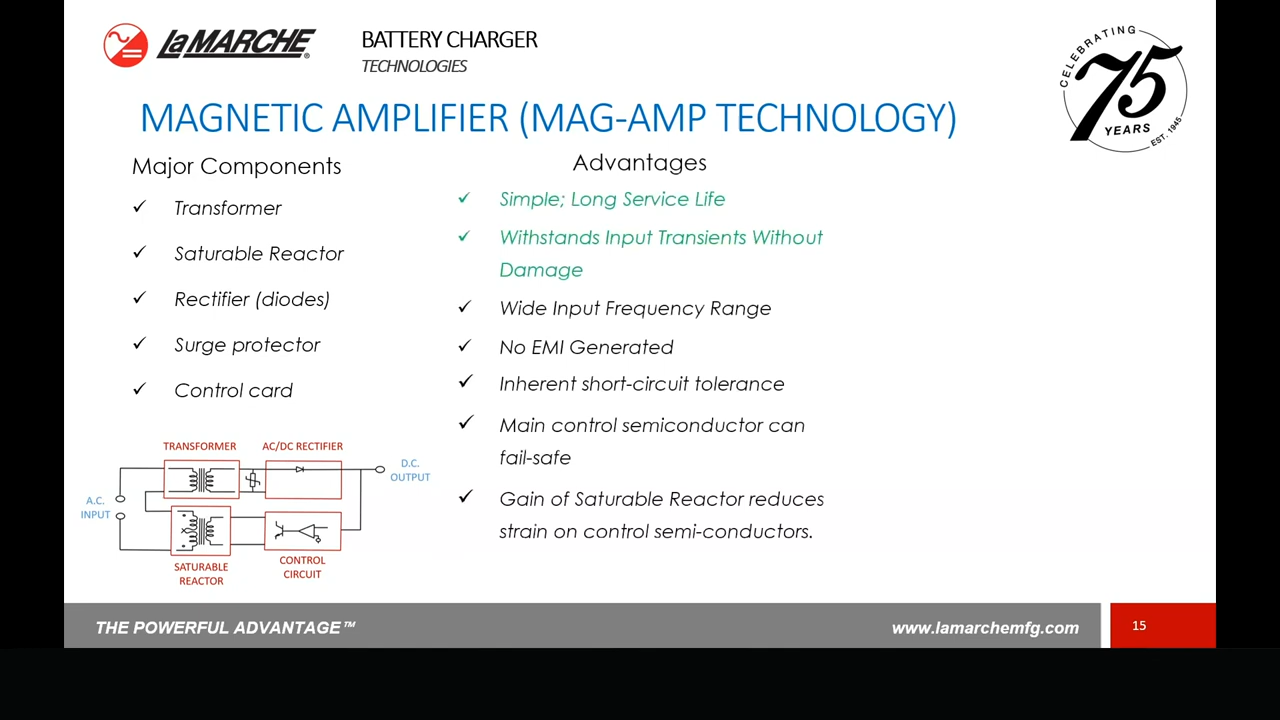 LaMARCHE®
BATTERY CHARGER
TECHNOLOGIES
CELEBRATING
75
YEARS
EST. 1945
MAGNETIC AMPLIFIER (MAG-AMP TECHNOLOGY)
Major Components
Transformer
Saturable Reactor
Rectifier (diodes)
Surge protector
Control card
Advantages
Simple; Long Service Life
Withstands Input Transients Without
Damage
Wide Input Frequency Range
No EMI Generated
Inherent short-circuit tolerance
Main control semiconductor can
fail-safe
Gain of Saturable Reactor reduces
strain on control semi-conductors.
TRANSFORMER
AC/DC RECTIFIER
D.C.
OUTPUT
A.C.
INPUT
SATURABLE
REACTOR
CONTROL
CIRCUIT
THE POWERFUL ADVANTAGE™
www.lamarchemfg.com
15